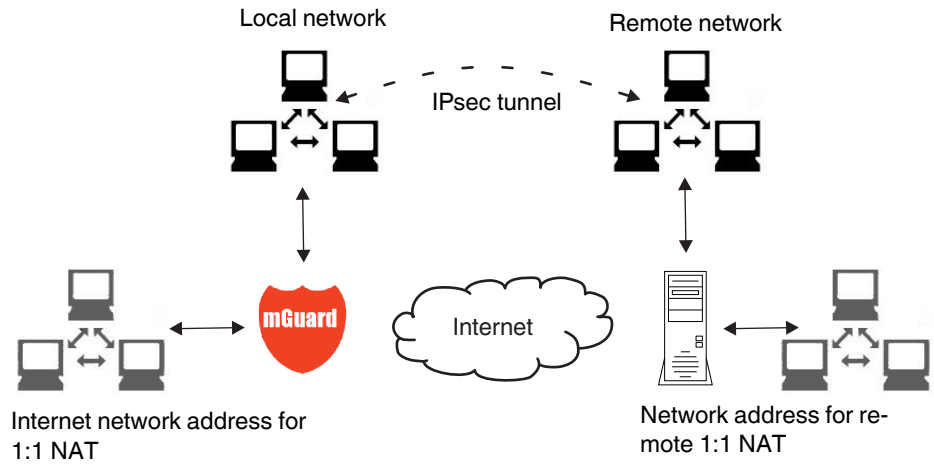 Local network
Remote network
IPsec tunnel
mGuard
Internet
Internet network address for
1:1 NAT
Network address for re-
mote 1:1 NAT